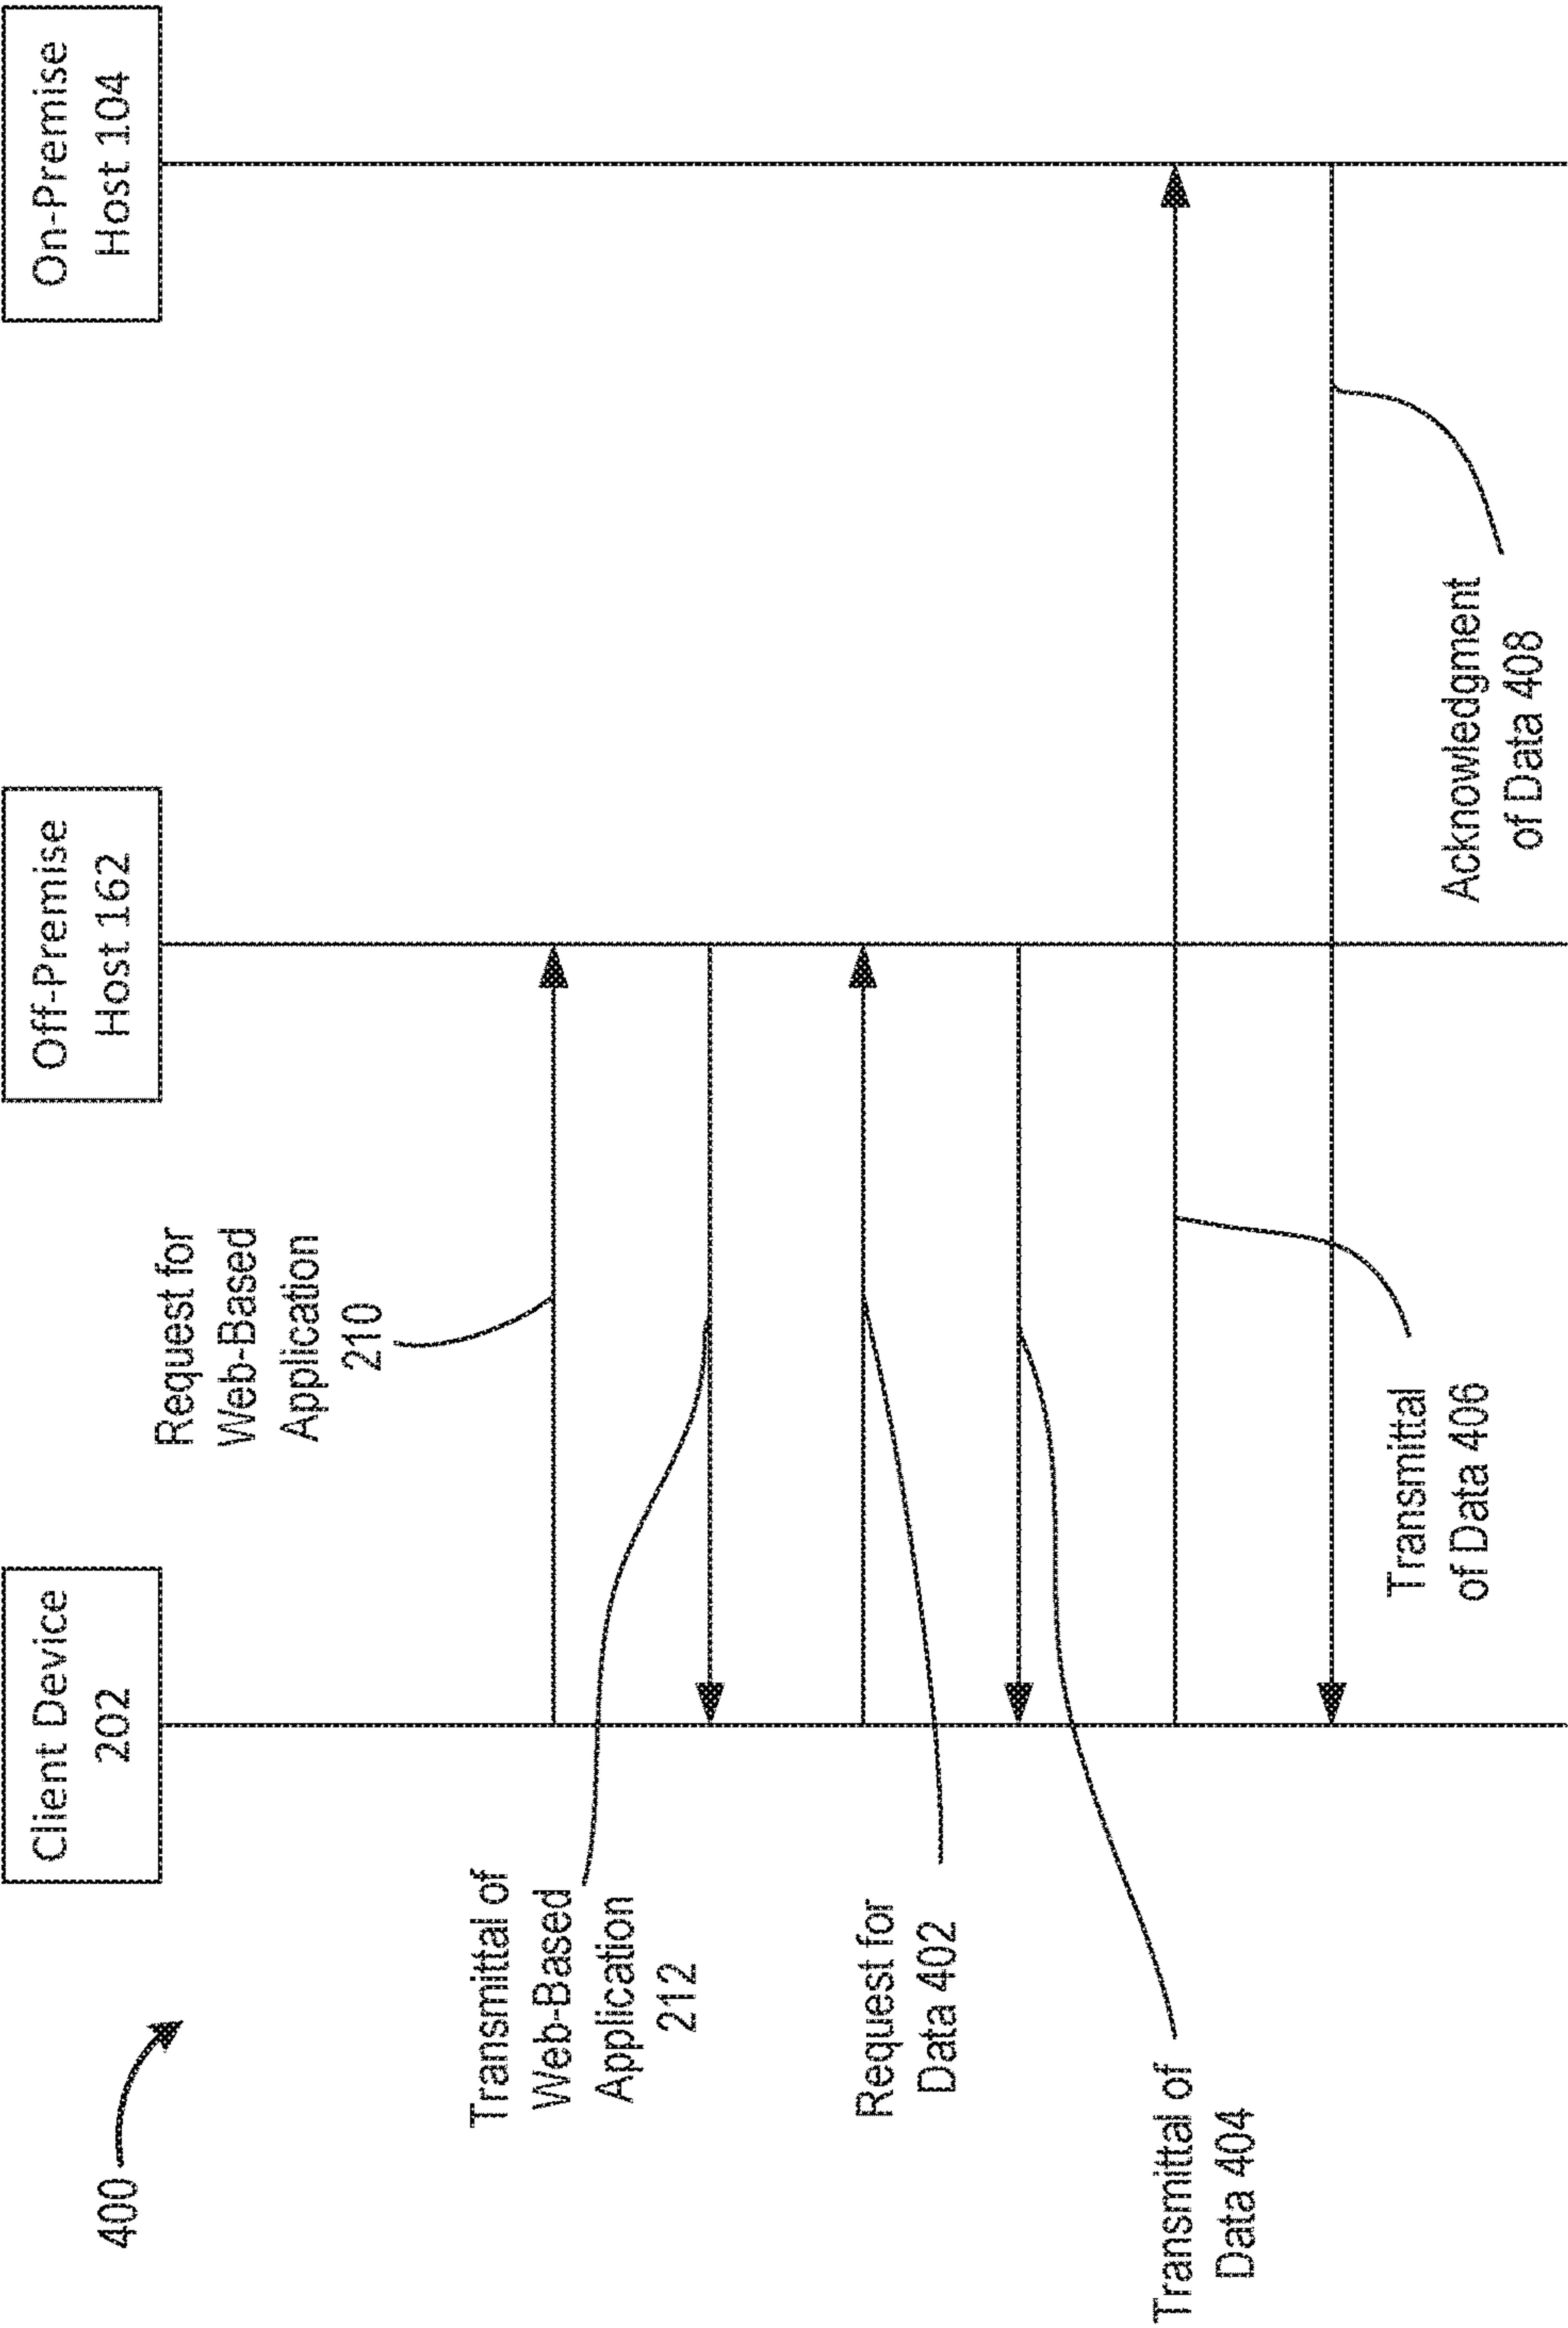 400
Client Device
202
Off-Premise
Host 162
On-Premise
Host 104
Request for
Web-Based
Application
210
Transmittal of
Web-Based
Application
212
Request for
Data 402
Transmittal of
Data 404
Transmittal
of Data 406
Acknowledgment
of Data 408